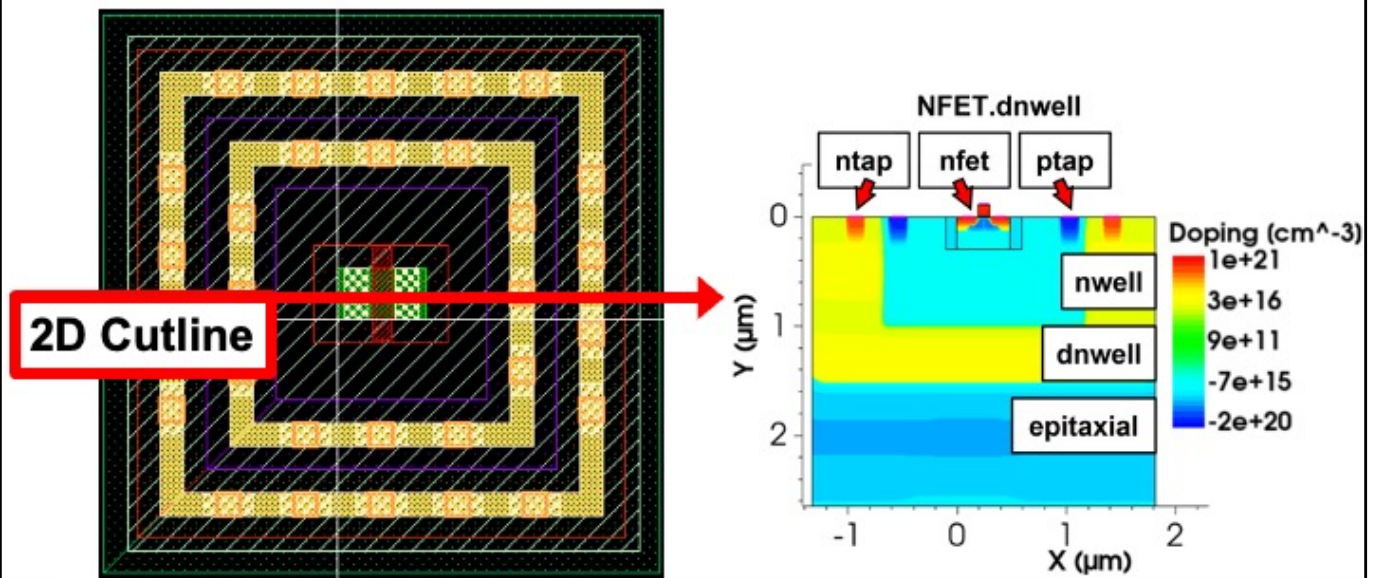 2D Cutline
NFET.dnwell
ntap
nfet
ptap
nwell
dnwell
epitaxial
0
1
2
Y (µm)
-1
0
1
2
X (µm)
Doping (cm^-3)
1e+21
3e+16
9e+11
-7e+15
-2e+20